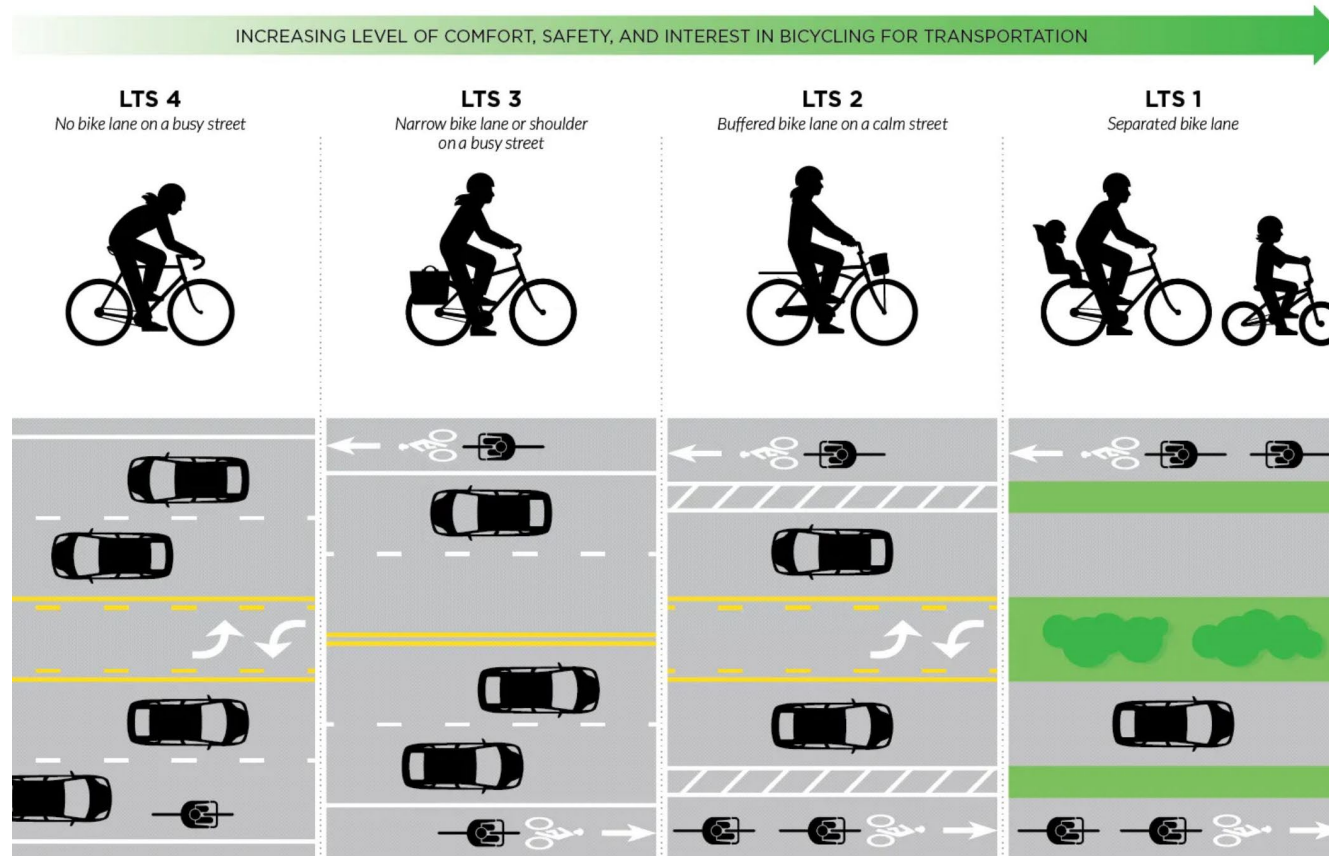 INCREASING LEVEL OF COMFORT, SAFETY, AND INTEREST IN BICYCLING FOR TRANSPORTATION
LTS 4
No bike lane on a busy street
LTS 3
Narrow bike lane or shoulder
on a busy street
LTS 2
Buffered bike lane on a calm street
LTS 1
Separated bike lane